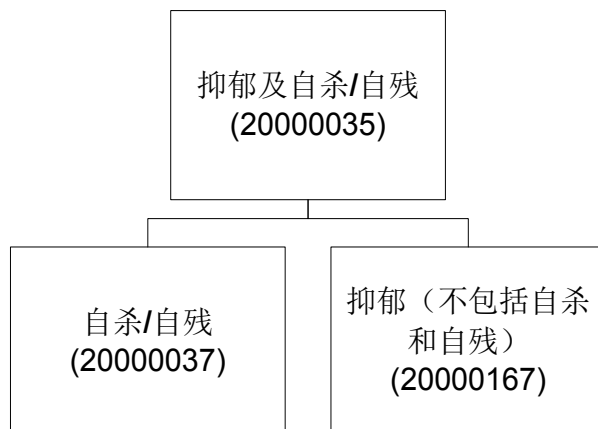 抑郁及自杀/自残
(20000035)
自杀/自残
(20000037)
抑郁（不包括自杀
和自残）
(20000167)